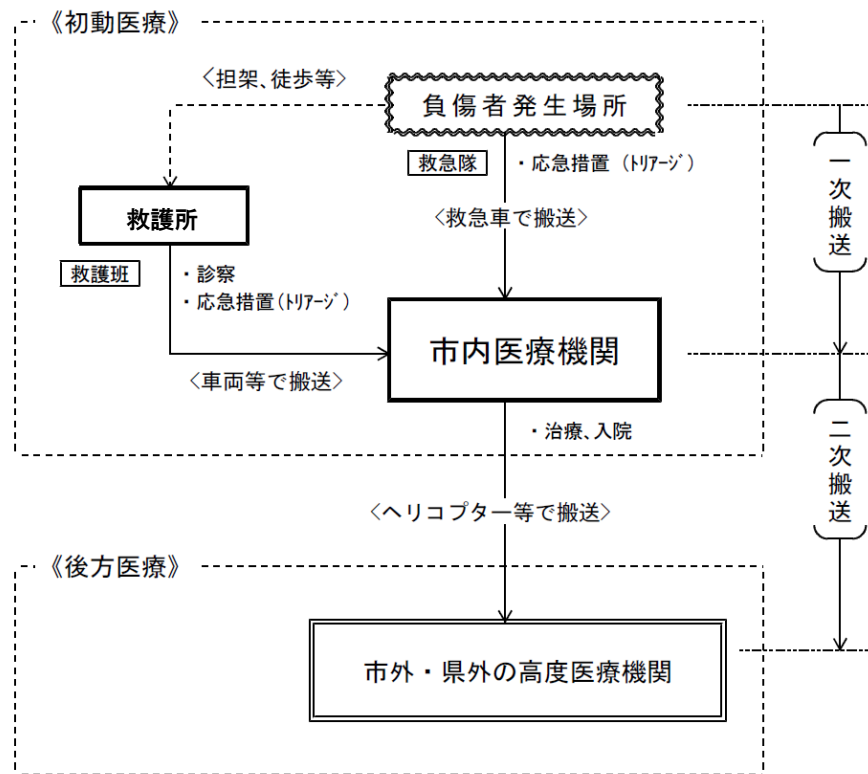 《初動医療》
<担架、徒歩等>
負傷者発生場所
救急隊
・応急措置（ﾄﾘｱｰｼﾞ）
一次搬送
救護所
<救急車で搬送>
救護班
・診察
・応急措置（ﾄﾘｱｰｼﾞ）
市内医療機関
<車両等で搬送>
・治療、入院
二次搬送
<ヘリコプター等で搬送>
《後方医療》
市外・県外の高度医療機関